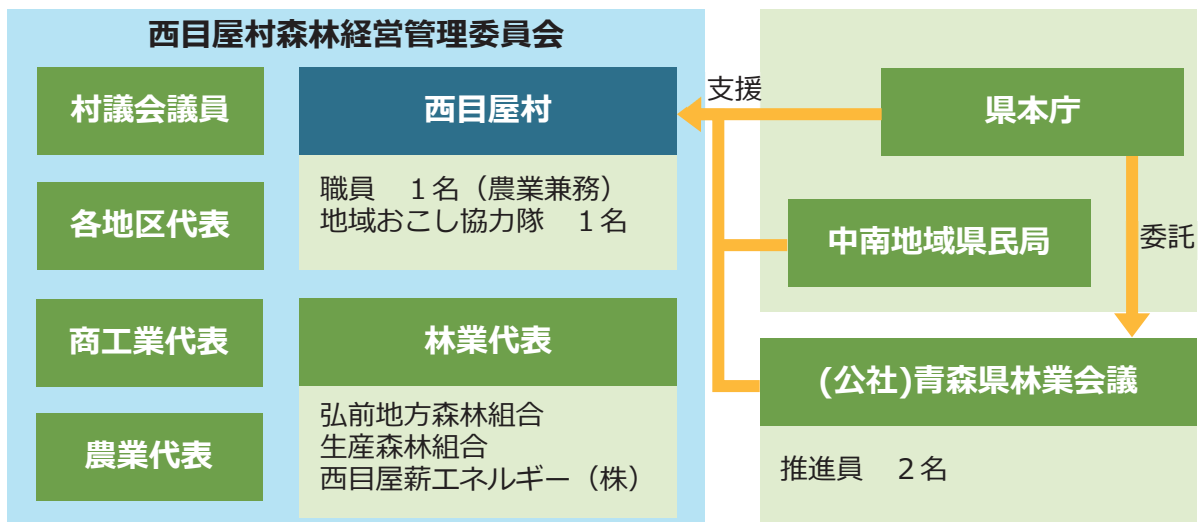 西目屋村森林経営管理委員会
村議会議員
各地区代表
商工業代表
農業代表
西目屋村
職員　１名（農業兼務）
地域おこし協力隊　１名
林業代表
弘前地方森林組合
生産森林組合
西目屋薪エネルギー（株）
支援
県本庁
中南地域県民局
委託
(公社)青森県林業会議
推進員　２名